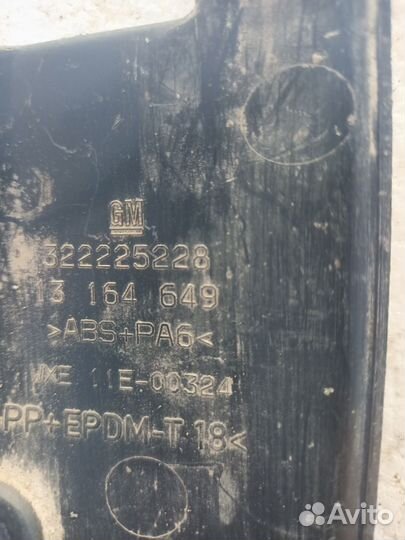 GM
322225228
13 164 649
>ABS+PA6<
11E-00324
PP+EPDM-T 18<
Avito